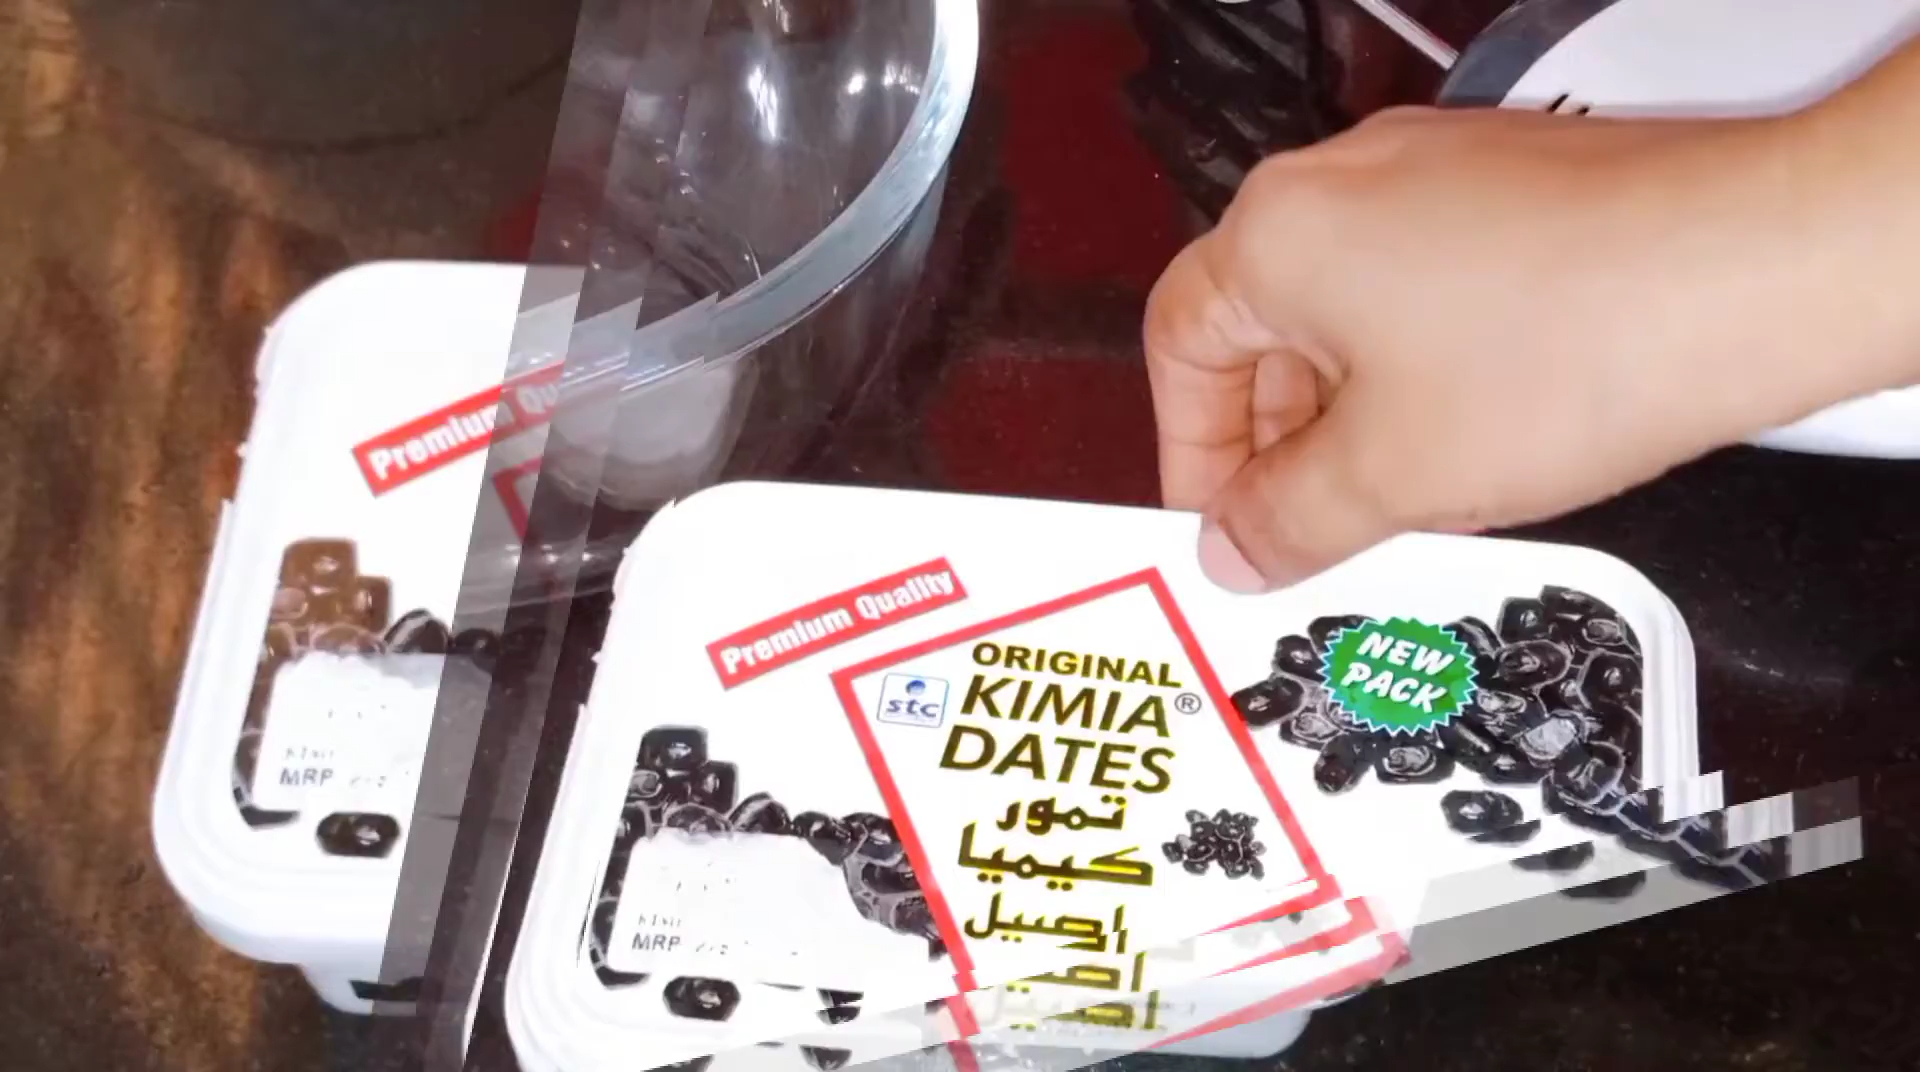 Premium Qu
MRP
Premium Quality
stc
ORIGINAL
KIMIA®
DATES
تمور
كيميا
اصيل
NEW
PACK
MRP